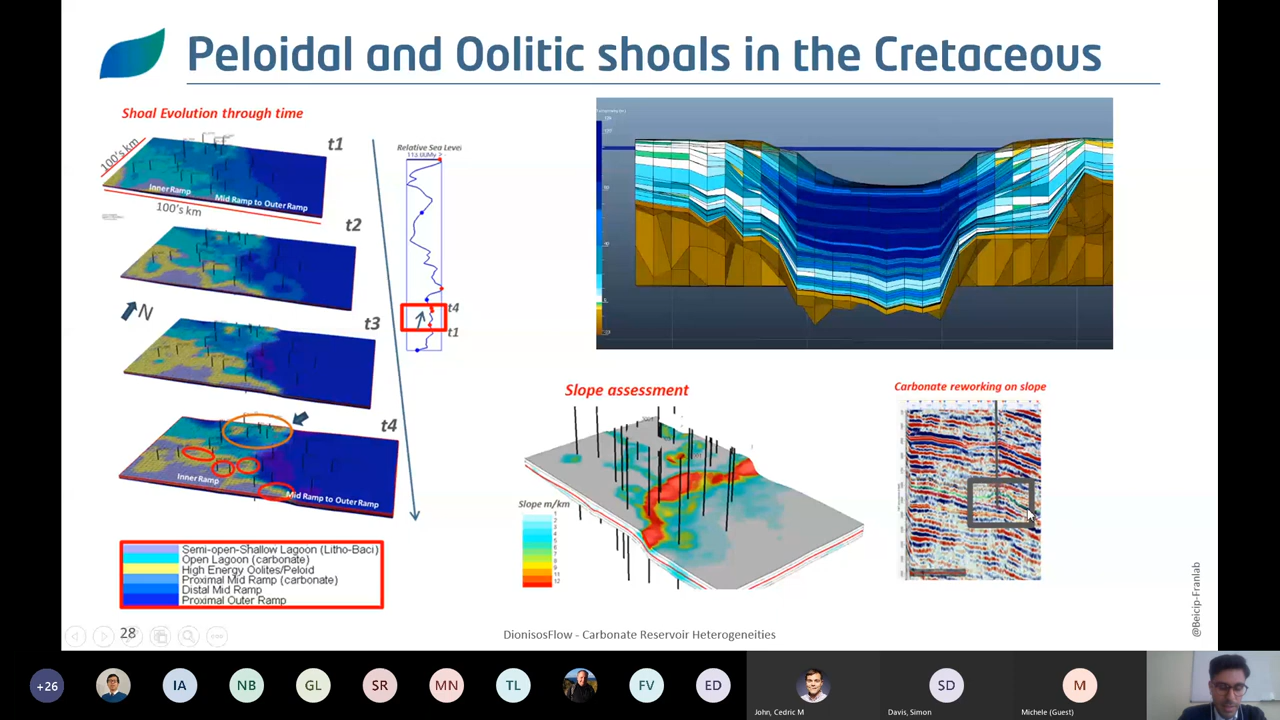 Peloidal and Oolitic shoals in the Cretaceous
Shoal Evolution through time
100's km
Inner Ramp
Mid Ramp to Outer Ramp
100's km
t1
t2
N
t3
t4
Inner Ramp
Mid Ramp to Outer Ramp
Relative Sea Level
t4
t1
Semi-open-Shallow Lagoon (Litho-Baci)
Open Lagoon (carbonate)
High Energy Oolites/Peloid
Proximal Mid Ramp (carbonate)
Distal Mid Ramp
Proximal Outer Ramp
Slope assessment
Slope m/km
Carbonate reworking on slope
@Beicip-Franlab
28
DionisosFlow - Carbonate Reservoir Heterogeneities
+26
IA
NB
GL
SR
MN
TL
FV
ED
SD
M
John, Cedric M
Davis, Simon
Michele (Guest)